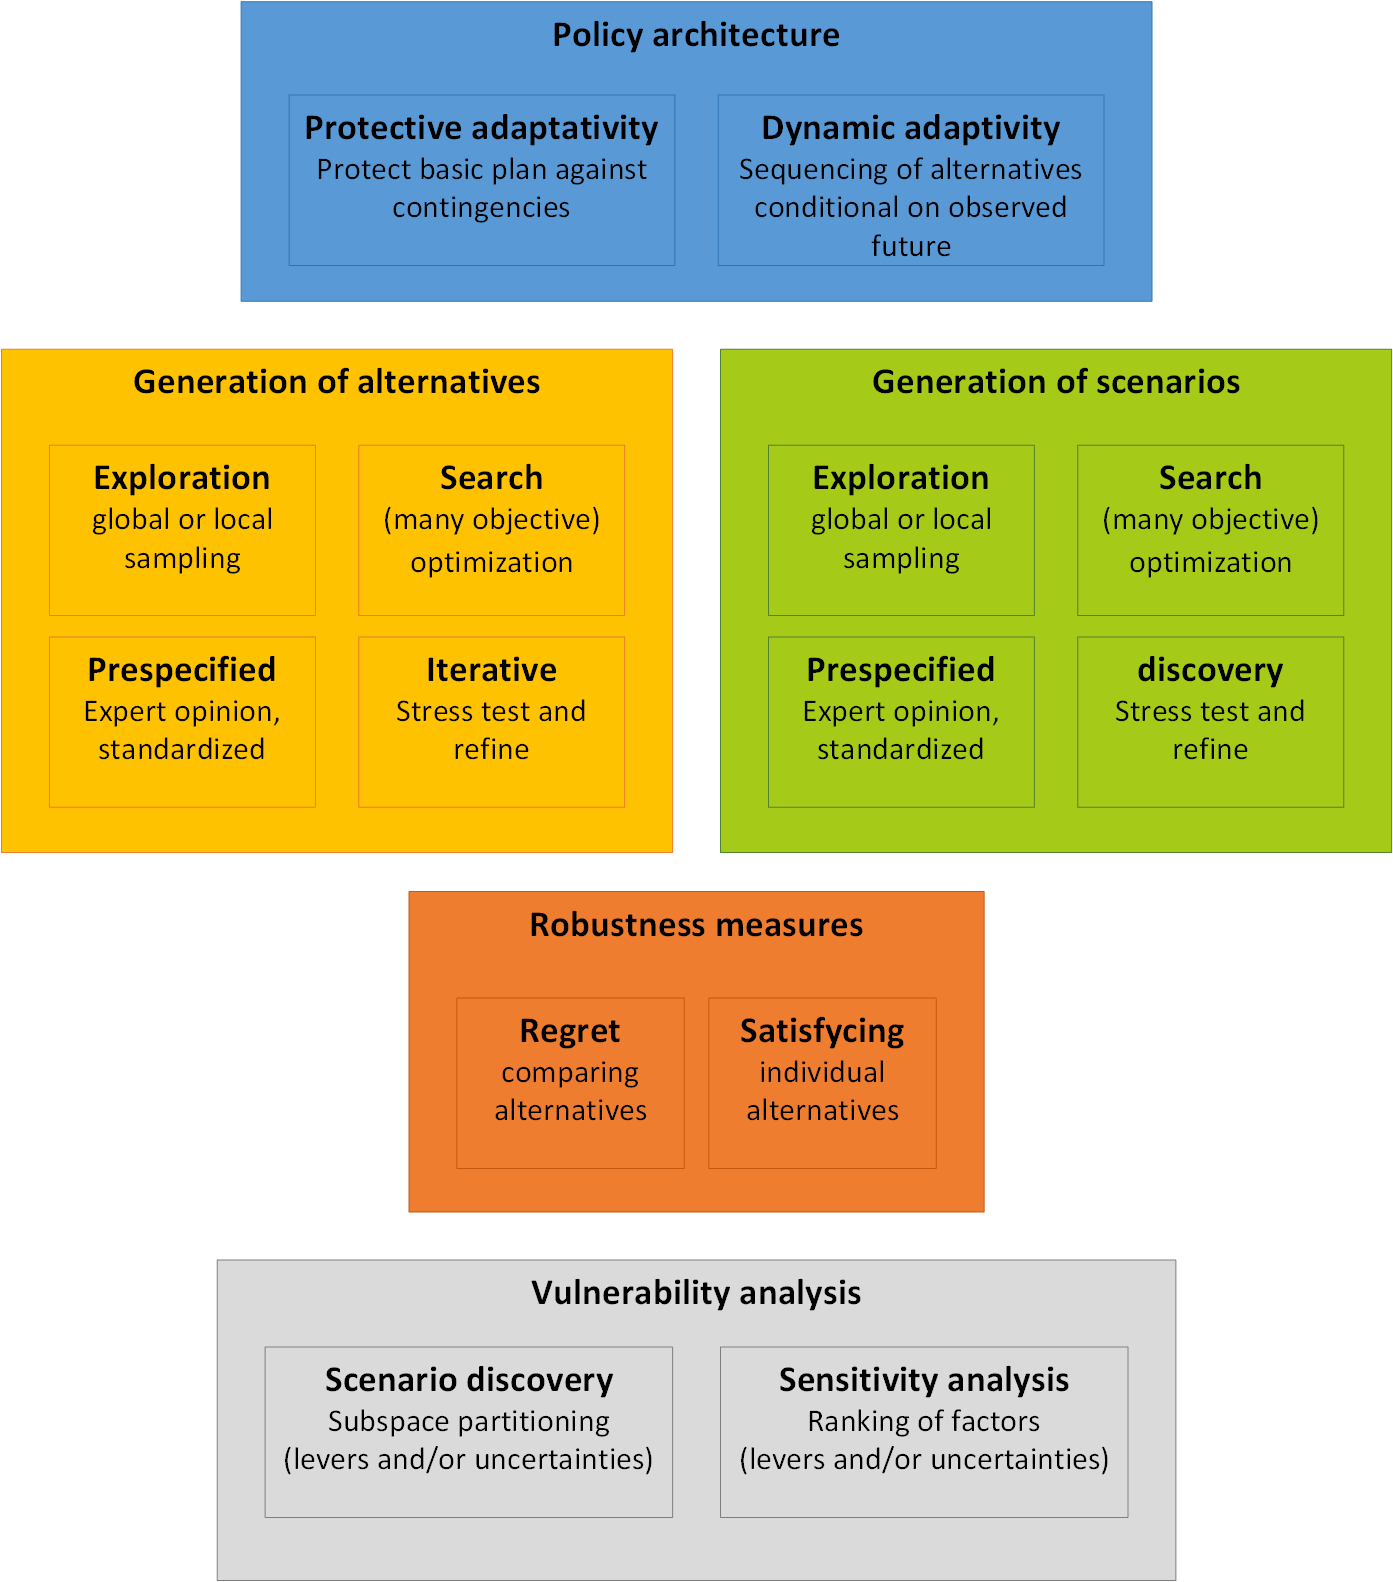 Policy architecture
Protective adaptativity
Protect basic plan against
contingencies
Dynamic adaptivity
Sequencing of alternatives
conditional on observed
future
Generation of alternatives
Exploration
global or local
sampling
Search
(many objective)
optimization
Prespecified
Expert opinion,
standardized
Iterative
Stress test and
refine
Generation of scenarios
Exploration
global or local
sampling
Search
(many objective)
optimization
Prespecified
Expert opinion,
standardized
discovery
Stress test and
refine
Robustness measures
Regret
comparing
alternatives
Satisfycing
individual
alternatives
Vulnerability analysis
Scenario discovery
Subspace partitioning
(levers and/or uncertainties)
Sensitivity analysis
Ranking of factors
(levers and/or uncertainties)